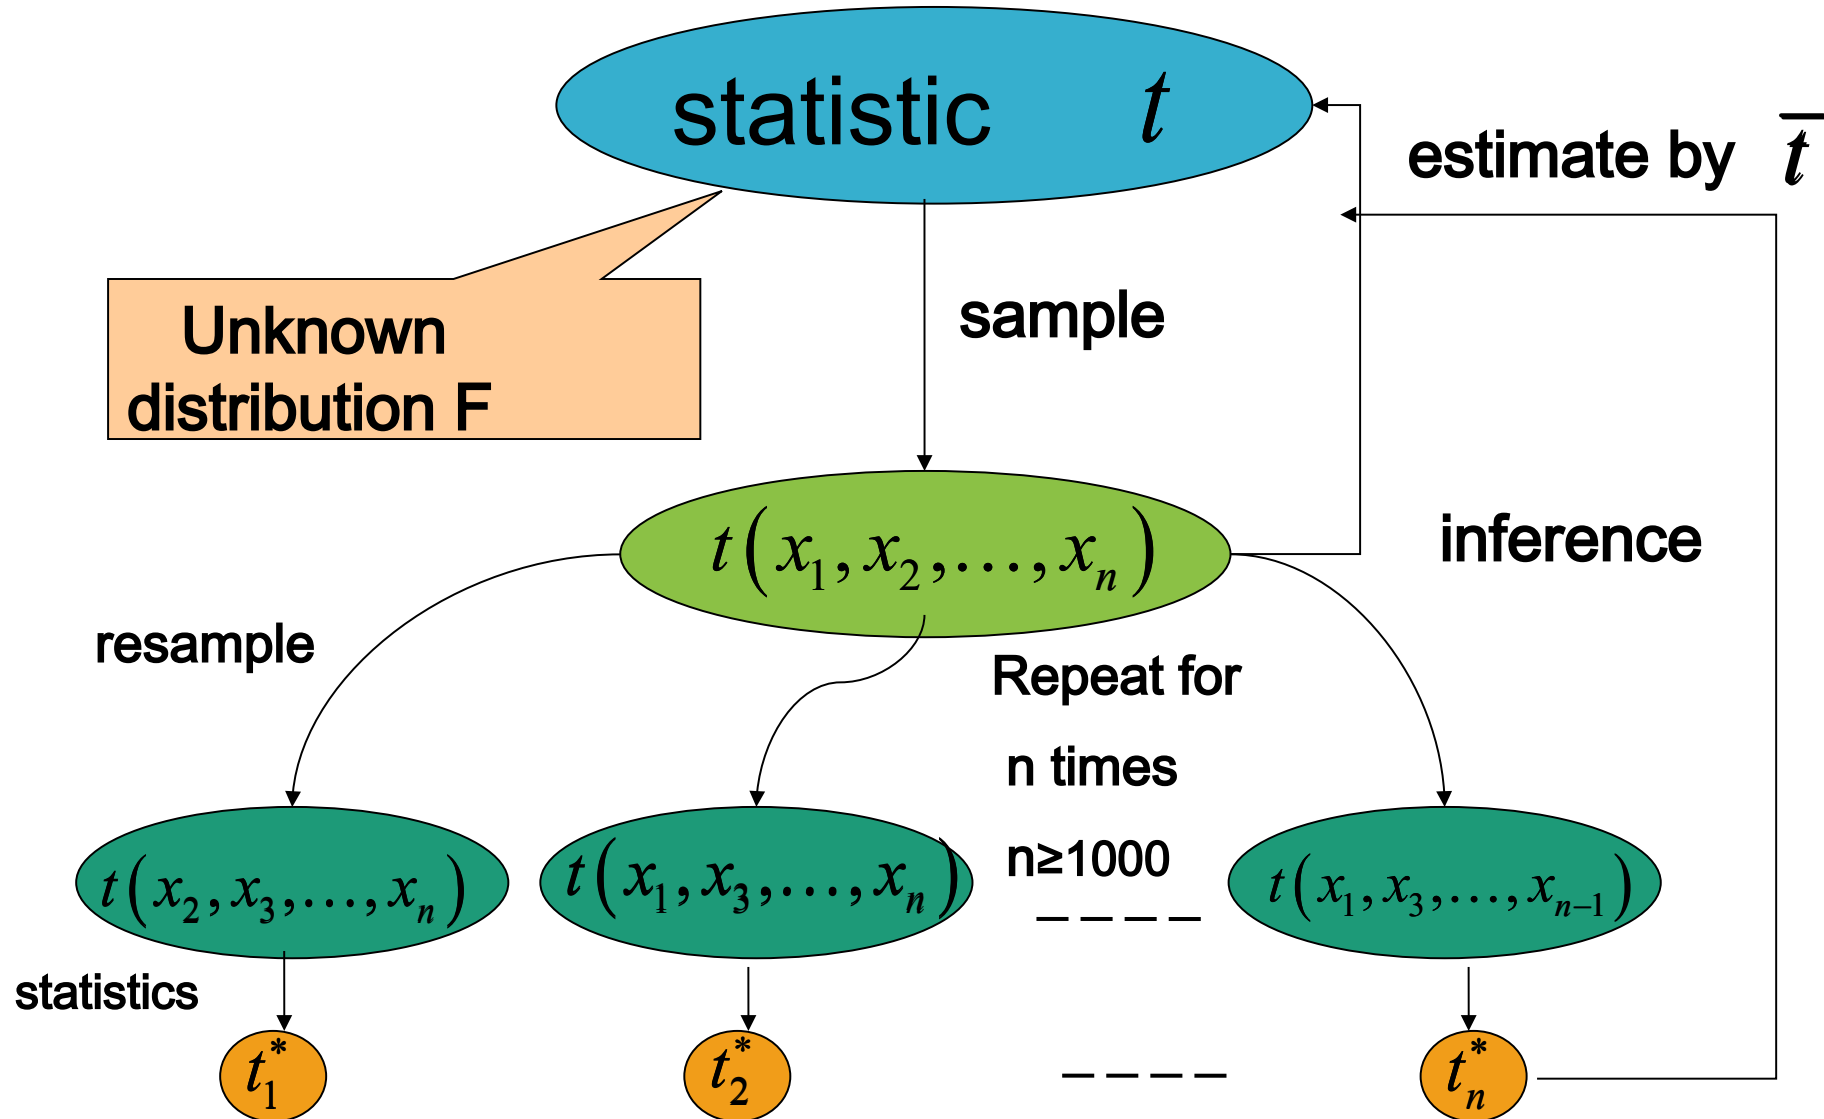 statistic t
estimate by t̅
Unknown
distribution F
sample
t(x₁, x₂, …, xₙ)
inference
resample
Repeat for
n times
n≥1000
t(x₂, x₃, …, xₙ)
t(x₁, x₃, …, xₙ)
t(x₁, x₃, …, xₙ₋₁)
statistics
t₁*
t₂*
tₙ*